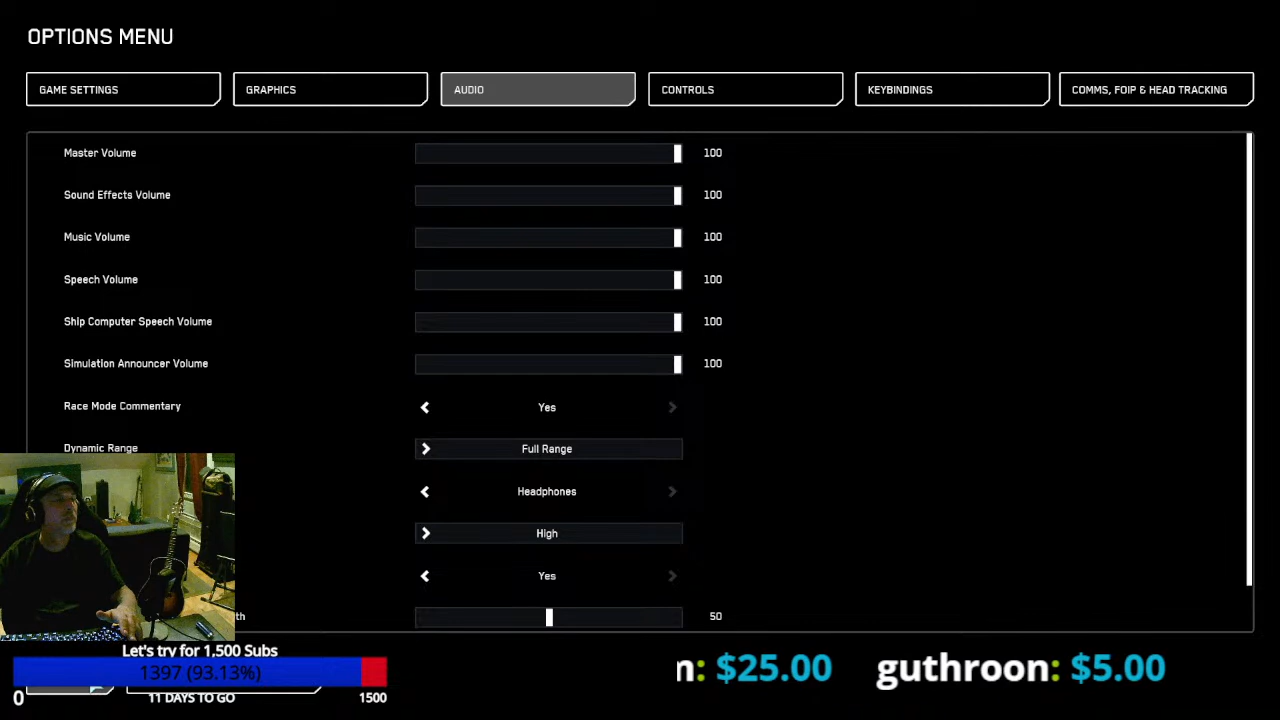 OPTIONS MENU
GAME SETTINGS
GRAPHICS
AUDIO
CONTROLS
KEYBINDINGS
COMMS, FOIP & HEAD TRACKING
Master Volume 100
Sound Effects Volume 100
Music Volume 100
Speech Volume 100
Ship Computer Speech Volume 100
Simulation Announcer Volume 100
Race Mode Commentary Yes
Dynamic Range Full Range
Headphones
High
Yes
th 50
Let's try for 1,500 Subs
1397 (93.13%)
0 11 DAYS TO GO 1500
n: $25.00 guthroon: $5.00